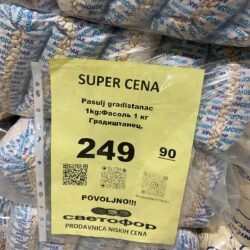 SUPER CENA
Pasulj gradistanac
1kg:Фасоль 1 кг
Градиштанец.
249 90
POVOLJNO!!!
СВЕТОФОР
PRODAVNICA NISKIH CENA